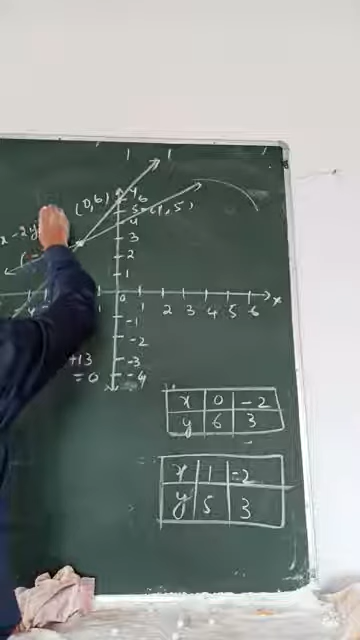 y
6
(0,6)
5 (1,5)
4
x-2y
3
2
1
0
1 2 3 4 5 6 x
-1
-2
+13
-3
=0
-4
x 0 -2
y 6 3
x 1 -2
y 5 3